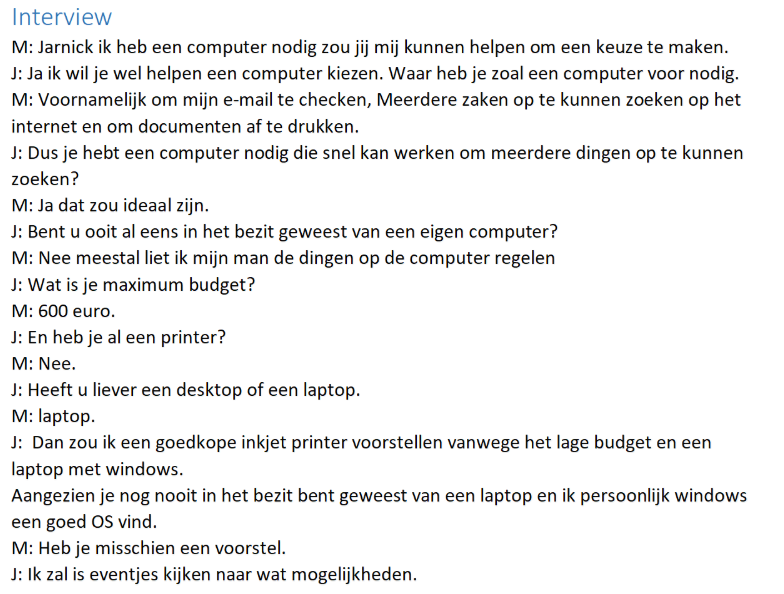 Interview
M: Jarnick ik heb een computer nodig zou jij mij kunnen helpen om een keuze te maken.
J: Ja ik wil je wel helpen een computer kiezen. Waar heb je zoal een computer voor nodig.
M: Voornamelijk om mijn e-mail te checken, Meerdere zaken op te kunnen zoeken op het
internet en om documenten af te drukken.
J: Dus je hebt een computer nodig die snel kan werken om meerdere dingen op te kunnen
zoeken?
M: Ja dat zou ideaal zijn.
J: Bent u ooit al eens in het bezit geweest van een eigen computer?
M: Nee meestal liet ik mijn man de dingen op de computer regelen
J: Wat is je maximum budget?
M: 600 euro.
J: En heb je al een printer?
M: Nee.
J: Heeft u liever een desktop of een laptop.
M: laptop.
J:  Dan zou ik een goedkope inkjet printer voorstellen vanwege het lage budget en een
laptop met windows.
Aangezien je nog nooit in het bezit bent geweest van een laptop en ik persoonlijk windows
een goed OS vind.
M: Heb je misschien een voorstel.
J: Ik zal is eventjes kijken naar wat mogelijkheden.